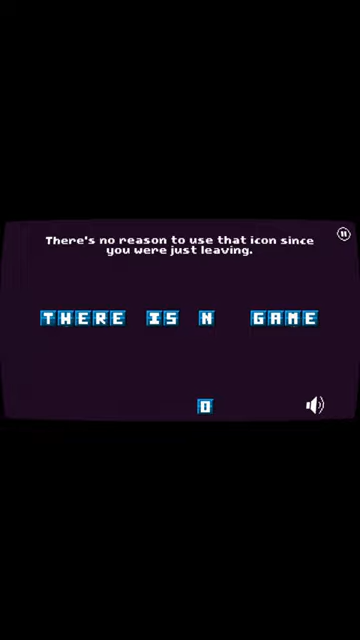 There's no reason to use that icon since
you were just leaving.
THERE IS N GAME
O